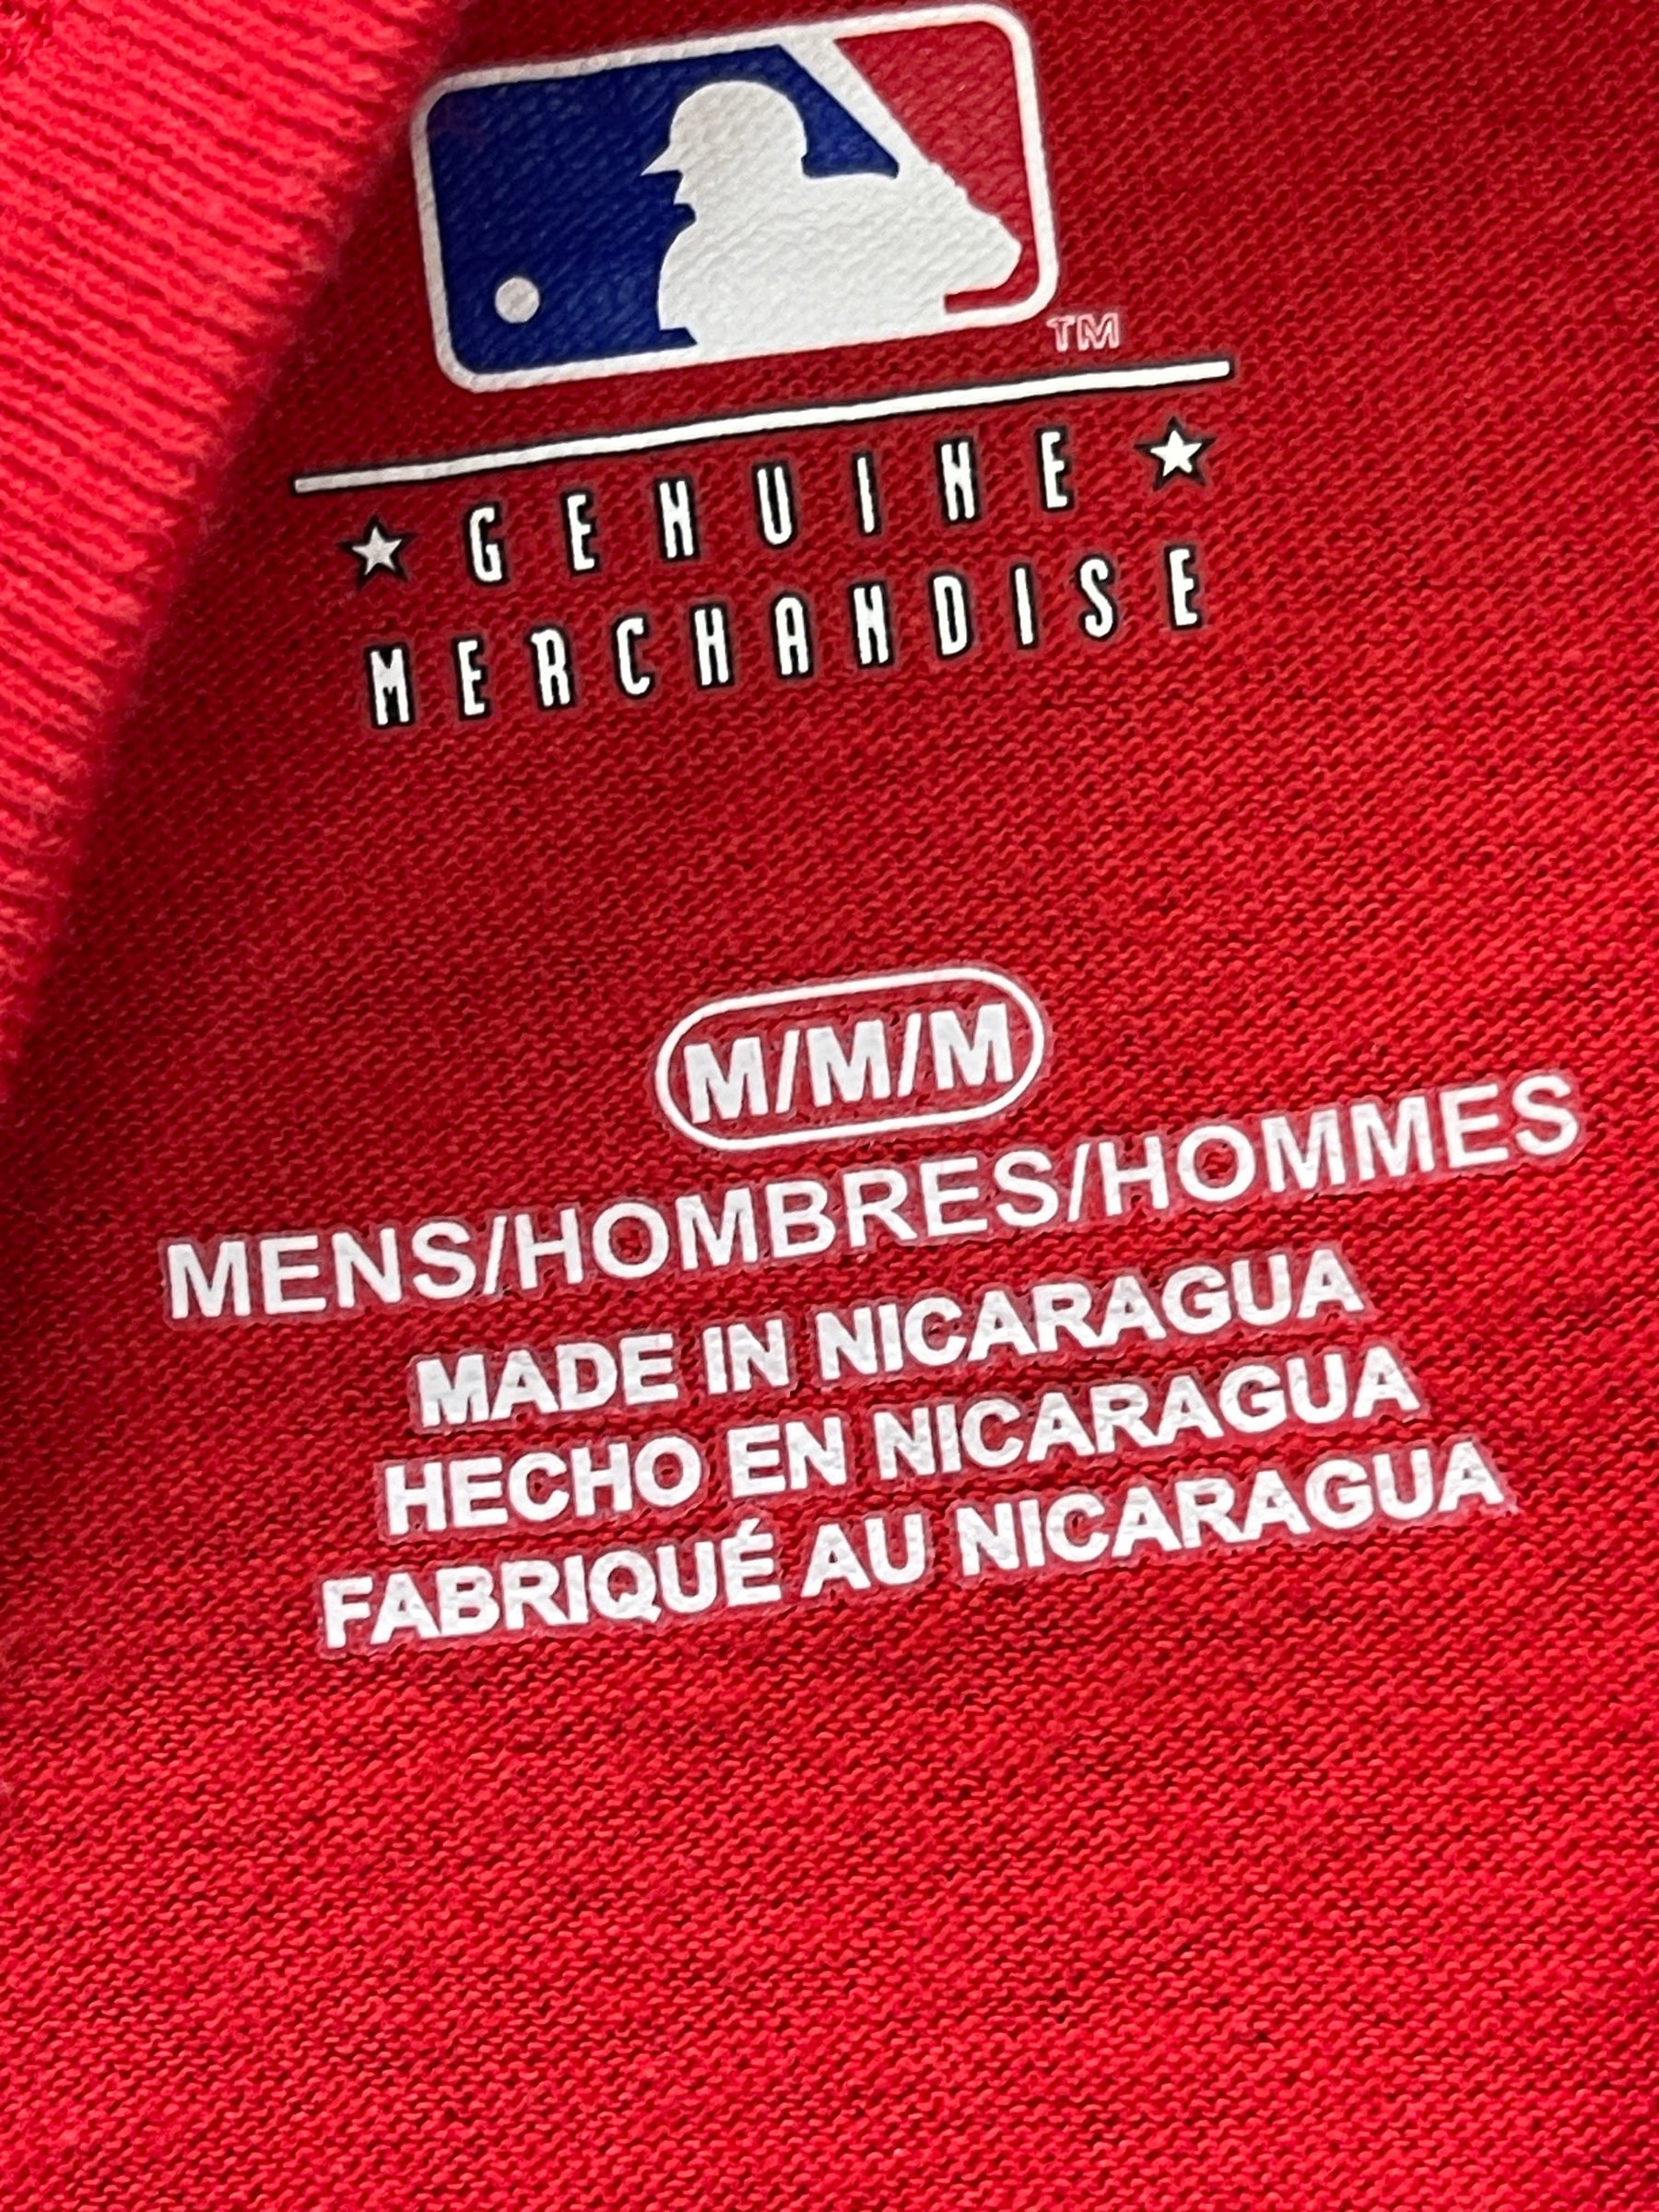 TM
★ GENUINE ★
MERCHANDISE
M/M/M
MENS/HOMBRES/HOMMES
MADE IN NICARAGUA
HECHO EN NICARAGUA
FABRIQUÉ AU NICARAGUA